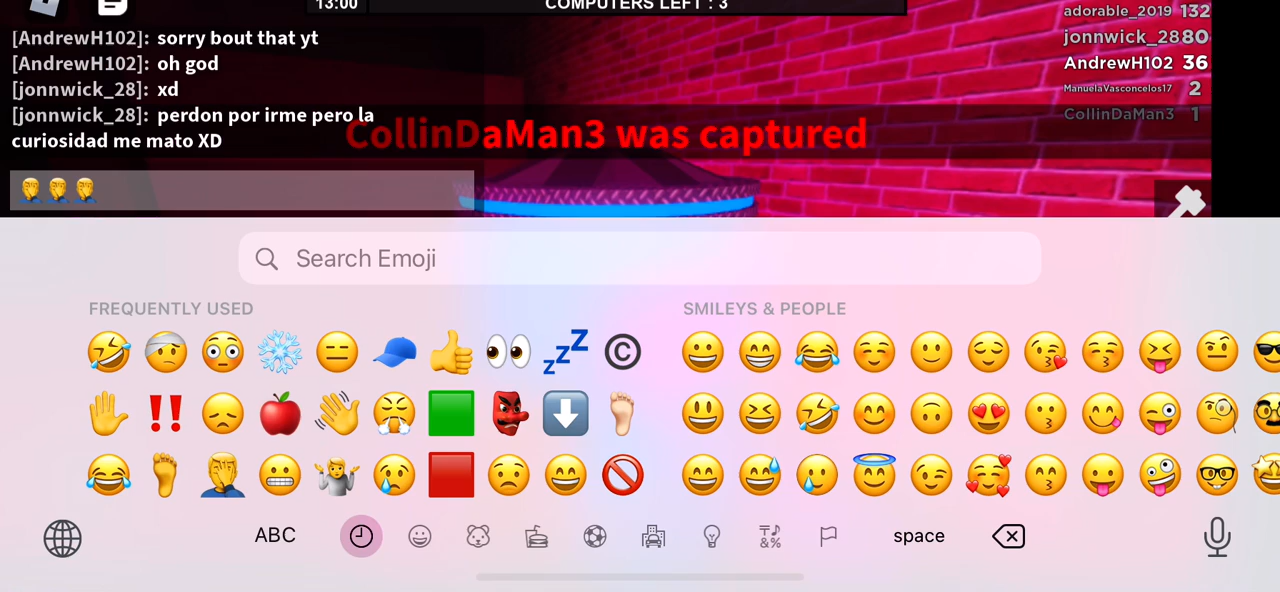 13:00
COMPUTERS LEFT : 3
adorable_2019 132
jonnwick_28 80
AndrewH102 36
ManuelaVasconcelos17 2
CollinDaMan3 1
[AndrewH102]: sorry bout that yt
[AndrewH102]: oh god
[jonnwick_28]: xd
[jonnwick_28]: perdon por irme pero la
curiosidad me mato XD
CollinDaMan3 was captured
Search Emoji
FREQUENTLY USED
SMILEYS & PEOPLE
ABC
space